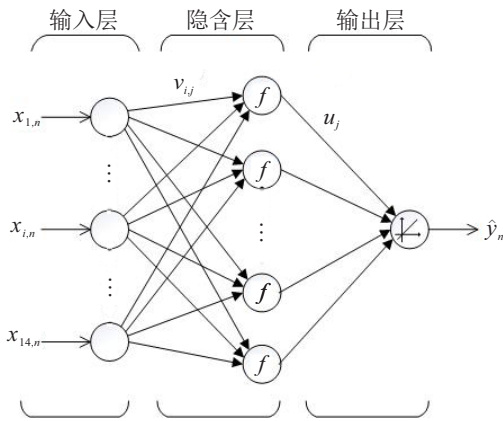 输入层 隐含层 输出层
v_{i,j}
f
x_{1,n}
u_j
f
⋮
x_{i,n}
⋮
ŷ_n
⋮
f
x_{14,n}
f